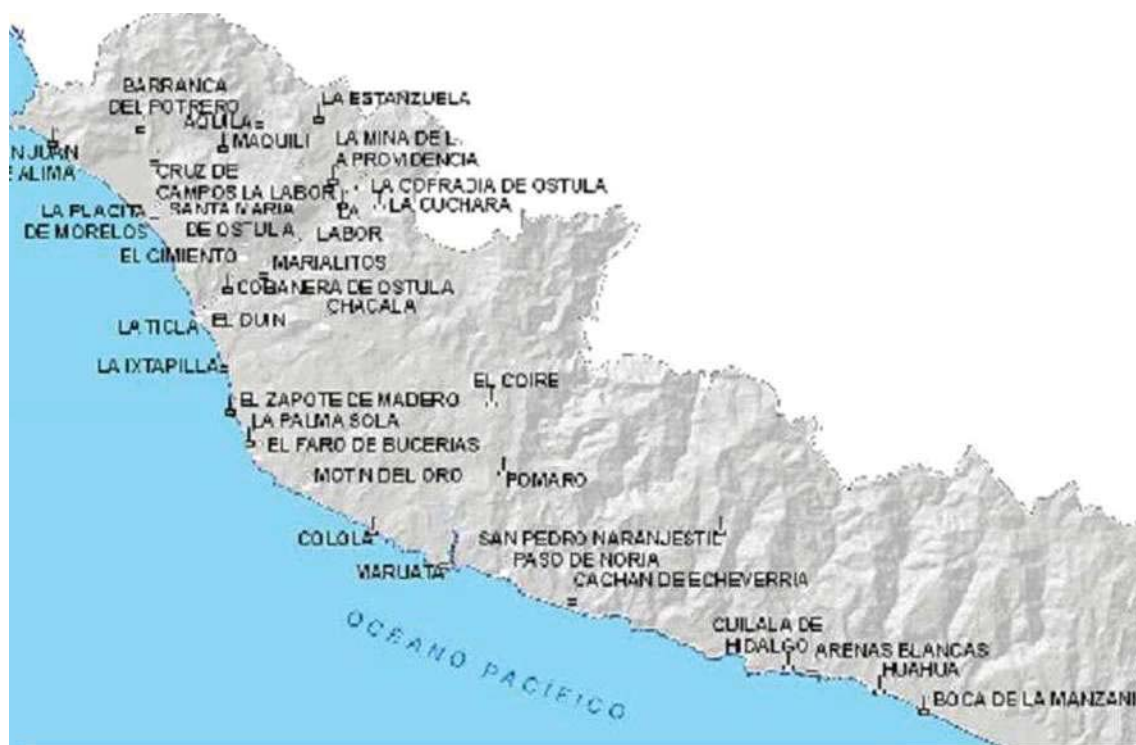 BARRANCA
DEL POTRERO
LA ESTANZUELA
AQUILA
MAQUILI
LA MINA DE L.
A PROVIDENCIA
N JUAN
E ALIMA
CRUZ DE
CAMPOS LA LABOR
LA COFRADIA DE OSTULA
LA CUCHARA
LA PLACITA
DE MORELOS
SANTA MARIA
DE OSTULA
LA
LABOR
EL CIMIENTO
MARIALITOS
COBANERA DE OSTULA
CHACALA
LA TICLA
EL DUIN
LA IXTAPILLA
EL COIRE
EL ZAPOTE DE MADERO
LA PALMA SOLA
EL FARO DE BUCERIAS
MOTIN DEL ORO
POMARO
COLOLA
SAN PEDRO NARANJESTIL
MARUATA
PASO DE NORIA
CACHAN DE ECHEVERRIA
OCEANO PACÍFICO
CUILALA DE
HIDALGO
ARENAS BLANCAS
HUAHUA
BOCA DE LA MANZANI